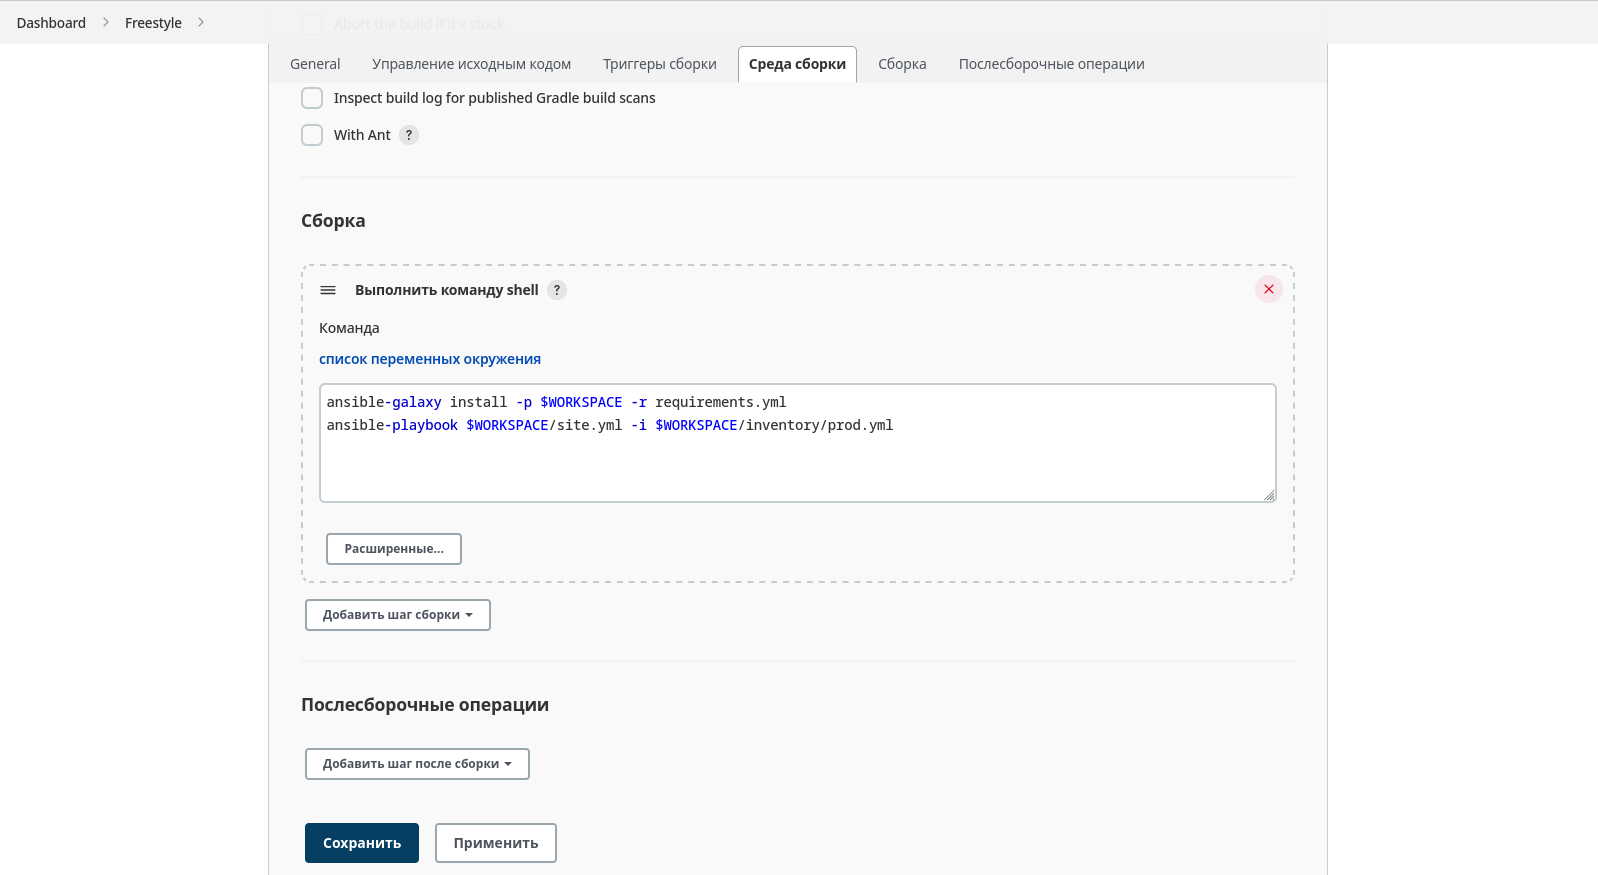 Dashboard > Freestyle >
Abort the build if it's stuck
General Управление исходным кодом Триггеры сборки Среда сборки Сборка Послесборочные операции
Inspect build log for published Gradle build scans
With Ant ?
Сборка
Выполнить команду shell ?
Команда
список переменных окружения
ansible-galaxy install -p $WORKSPACE -r requirements.yml
ansible-playbook $WORKSPACE/site.yml -i $WORKSPACE/inventory/prod.yml
Расширенные...
Добавить шаг сборки
Послесборочные операции
Добавить шаг после сборки
Сохранить Применить